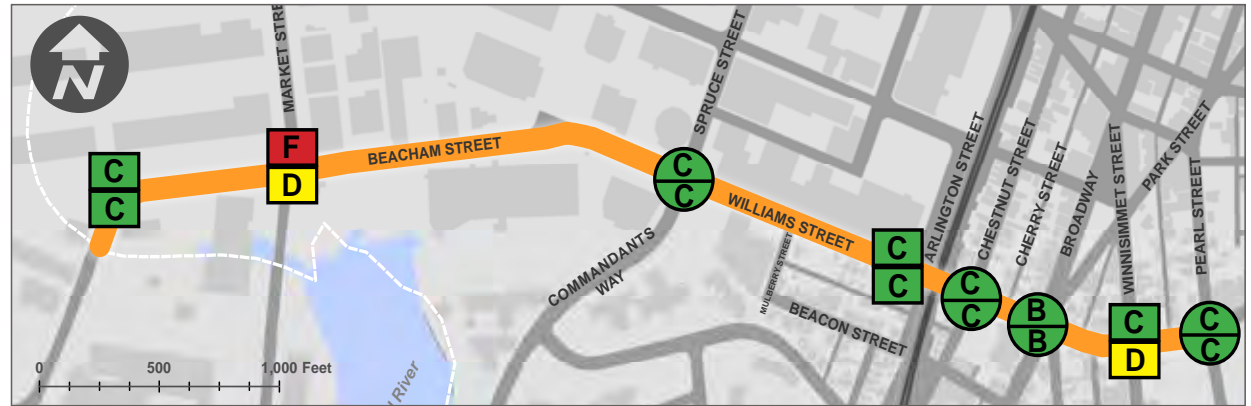 N
MARKET STRE
F
D
BEACHAM STREET
C
C
SPRUCE STREET
C
C
WILLIAMS STREET
COMMANDANTS
WAY
MULBERRY STREET
BEACON STREET
C
C
ARLINGTON STREET
C
C
CHESTNUT STREET
CHERRY STREET
B
B
BROADWAY
WINNISIMMET STREET
C
D
PARK STREET
PEARL STREET
C
C
0 500 1,000 Feet
River